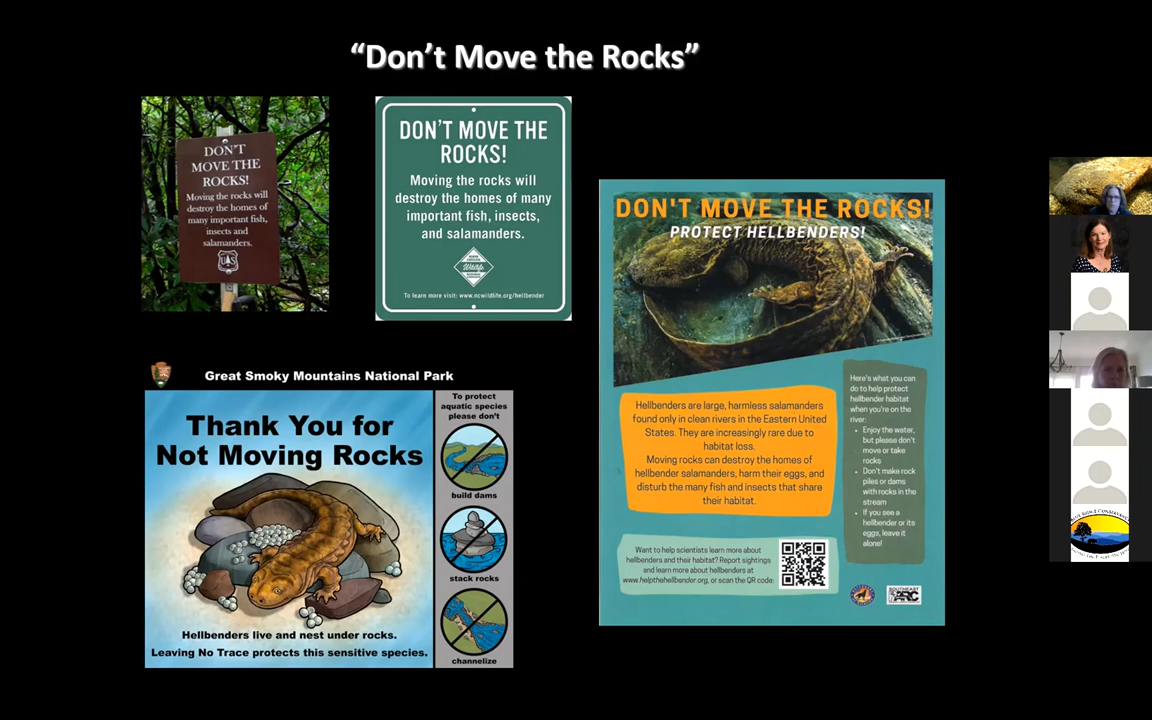 “Don’t Move the Rocks”
DON'T
MOVE THE
ROCKS!
Moving the rocks will
destroy the homes of
many important fish,
insects and
salamanders.
DON'T MOVE THE
ROCKS!
Moving the rocks will
destroy the homes of many
important fish, insects,
and salamanders.
To learn more visit: www.ncwildlife.org/hellbender
DON'T MOVE THE ROCKS!
PROTECT HELLBENDERS!
Hellbenders are large, harmless salamanders
found only in clean rivers in the Eastern United
States. They are increasingly rare due to
habitat loss.
Moving rocks can destroy the homes of
hellbender salamanders, harm their eggs, and
disturb the many fish and insects that share
their habitat.
Here's what you can
do to help protect
hellbender habitat
when you're on the
river:
• Enjoy the water,
but please don't
move or take
rocks
• Don't make rock
piles or dams
with rocks in the
stream
• If you see a
hellbender or its
eggs, leave it
alone!
Want to help scientists learn more about
hellbenders and their habitat? Report sightings
and learn more about hellbenders at
www.helpthehellbender.org, or scan the QR code:
SOUTHEAST
ARC
Great Smoky Mountains National Park
Thank You for
Not Moving Rocks
Hellbenders live and nest under rocks.
Leaving No Trace protects this sensitive species.
To protect
aquatic species
please don't
build dams
stack rocks
channelize